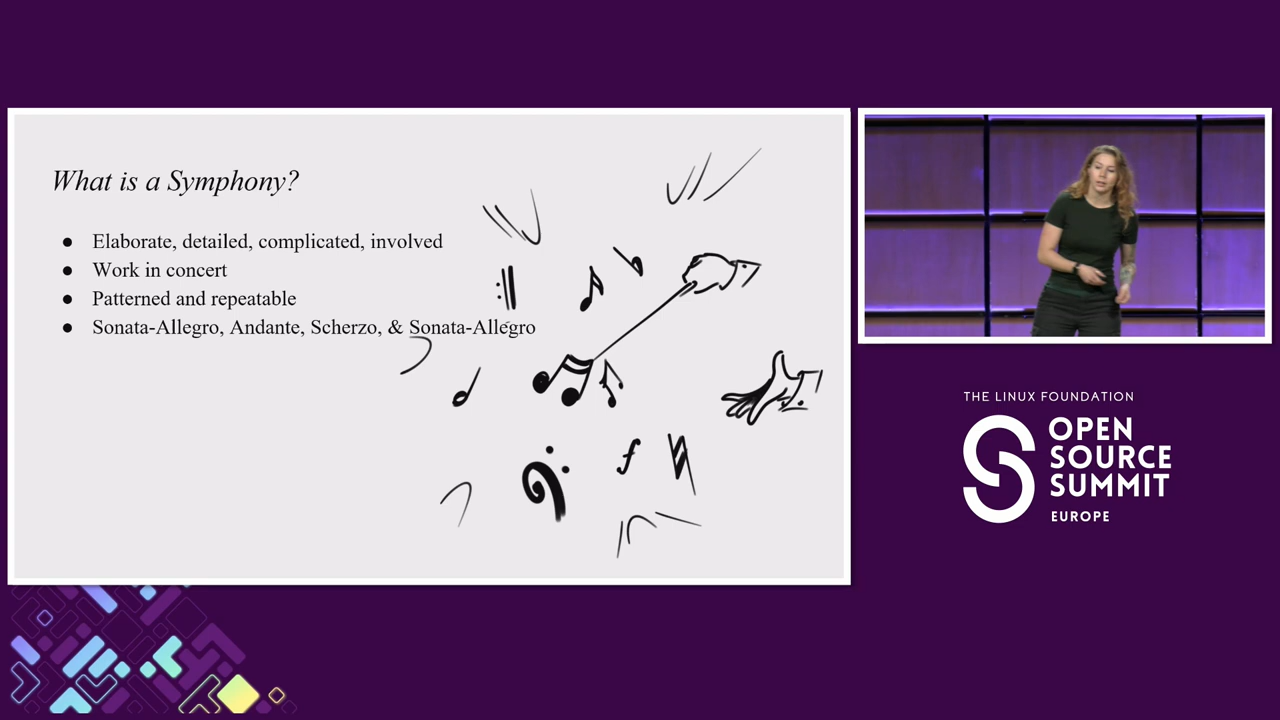 What is a Symphony?
● Elaborate, detailed, complicated, involved
● Work in concert
● Patterned and repeatable
● Sonata-Allegro, Andante, Scherzo, & Sonata-Allegro
THE LINUX FOUNDATION
OPEN
SOURCE
SUMMIT
EUROPE